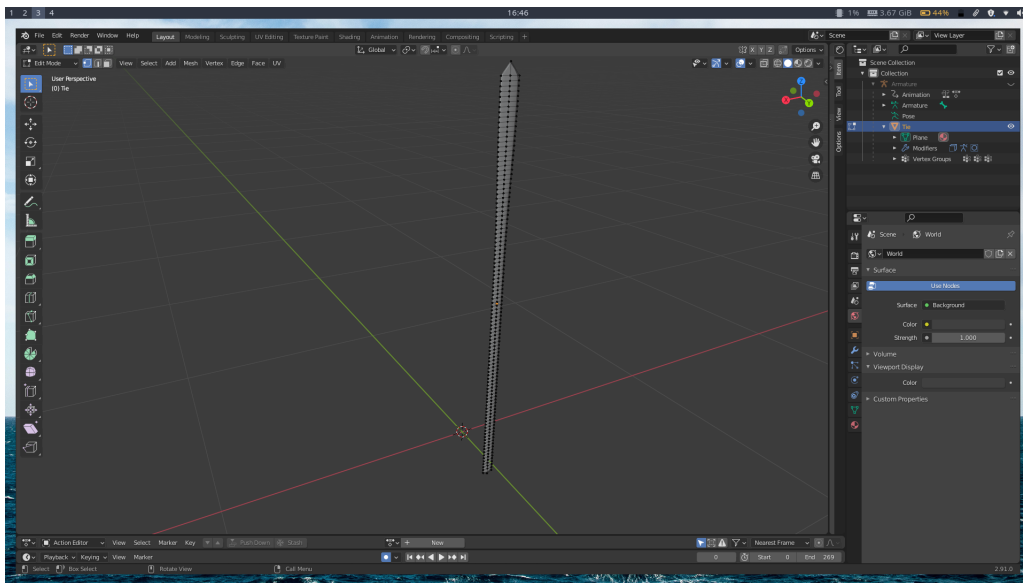 1 2 3 4 16:46 1% 3.67 GiB 44%
File Edit Render Window Help Layout Modeling Sculpting UV Editing Texture Paint Shading Animation Rendering Compositing Scripting + Scene View Layer
Global X Y Z Options
Edit Mode View Select Add Mesh Vertex Edge Face UV
User Perspective
(0) Tie
Z
X
Y
Item
Tool
View
Options
Scene Collection
Collection
Armature
Animation
Armature
Pose
Tie
Plane
Modifiers
Vertex Groups
Scene World
World
Surface
Use Nodes
Surface Background
Color
Strength 1.000
Volume
Viewport Display
Color
Custom Properties
Action Editor View Select Marker Key Push Down Stash + New Nearest Frame
Playback Keying View Marker 0 Start 0 End 269
Select Box Select Rotate View Call Menu 2.91.0